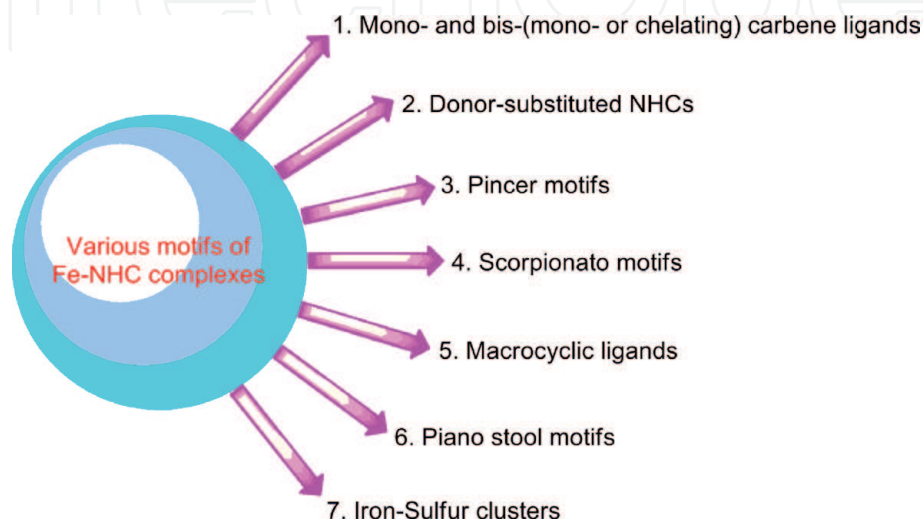 1. Mono- and bis-(mono- or chelating) carbene ligands
2. Donor-substituted NHCs
3. Pincer motifs
Various motifs of
Fe-NHC complexes
4. Scorpionato motifs
5. Macrocyclic ligands
6. Piano stool motifs
7. Iron-Sulfur clusters